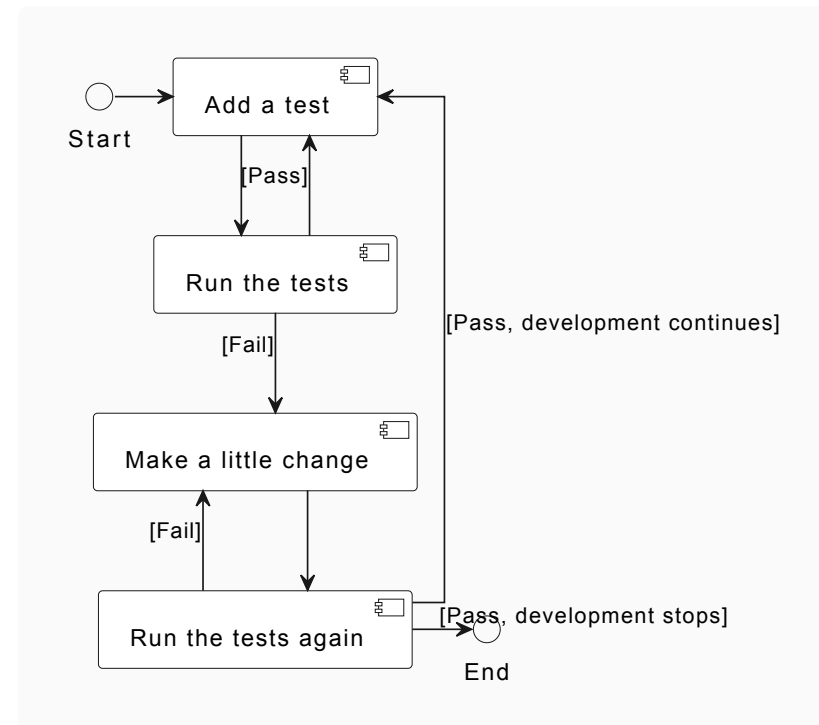 Add a test
Start
[Pass]
Run the tests
[Pass, development continues]
[Fail]
Make a little change
[Fail]
[Pass, development stops]
Run the tests again
End